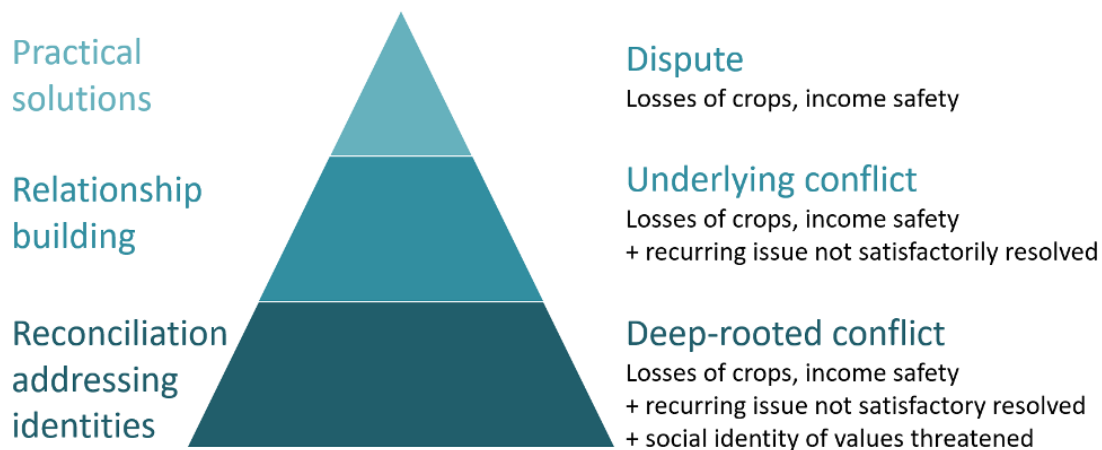 Practical
solutions
Dispute
Losses of crops, income safety
Relationship
building
Underlying conflict
Losses of crops, income safety
+ recurring issue not satisfactorily resolved
Reconciliation
addressing
identities
Deep-rooted conflict
Losses of crops, income safety
+ recurring issue not satisfactory resolved
+ social identity of values threatened